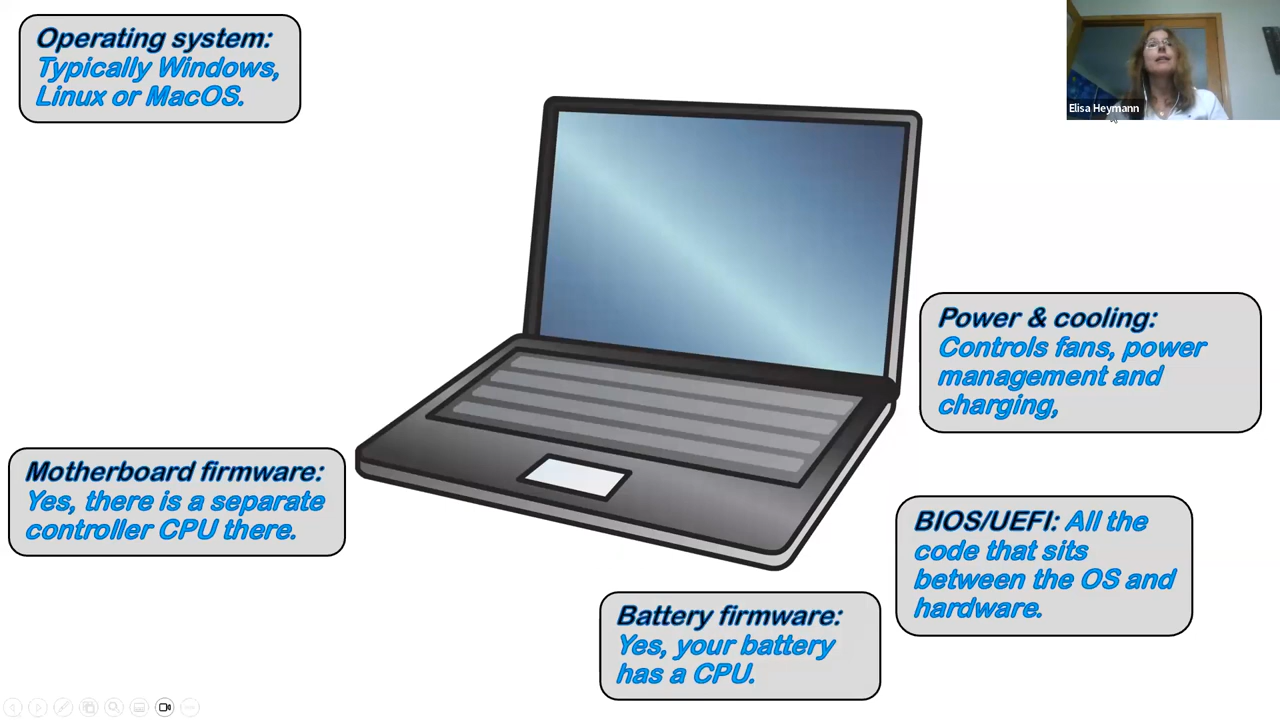 Operating system:
Typically Windows,
Linux or MacOS.
Elisa Heymann
Power & cooling:
Controls fans, power
management and
charging,
Motherboard firmware:
Yes, there is a separate
controller CPU there.
BIOS/UEFI: All the
code that sits
between the OS and
hardware.
Battery firmware:
Yes, your battery
has a CPU.